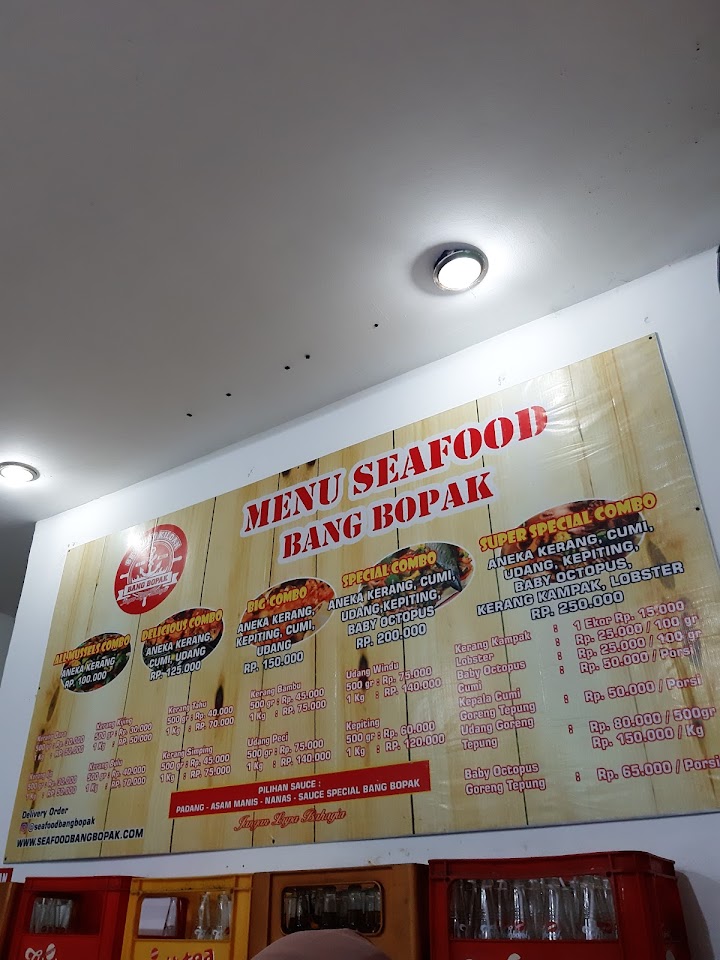 MENU SEAFOOD
BANG BOPAK
BANG BOPAK
ALL MUSSELS COMBO
ANEKA KERANG
RP. 100.000
DELICIOUS COMBO
ANEKA KERANG,
CUMI, UDANG
RP. 125.000
BIG COMBO
ANEKA KERANG,
KEPITING, CUMI,
UDANG
RP. 150.000
SPECIAL COMBO
ANEKA KERANG, CUMI,
UDANG,KEPITING,
BABY OCTOPUS
RP. 200.000
SUPER SPECIAL COMBO
ANEKA KERANG, CUMI,
UDANG, KEPITING,
BABY OCTOPUS,
KERANG KAMPAK, LOBSTER
RP. 250.000
Kerang Tahu
500 gr : Rp. 40.000
1 Kg : Rp. 70.000
Kerang Simping
500 gr : Rp. 45.000
1 Kg : Rp. 75.000
Kerang Bambu
500 gr : Rp. 45.000
1 Kg : Rp. 75.000
Udang Peci
500 gr : Rp. 75.000
1 Kg : Rp. 140.000
Udang Windu
500 gr : Rp. 75.000
1 Kg : Rp. 140.000
Kepiting
500 gr : Rp. 60.000
1 Kg : Rp. 120.000
Kerang Kampak : 1 Ekor Rp. 15.000
Lobster : Rp. 25.000 / 100 gr
Baby Octopus : Rp. 25.000 / 100 gr
Cumi : Rp. 50.000 / Porsi
Kepala Cumi
Goreng Tepung : Rp. 50.000 / Porsi
Udang Goreng
Tepung : Rp. 80.000 / 500gr
Rp. 150.000 / Kg
Baby Octopus
Goreng Tepung : Rp. 65.000 / Porsi
PILIHAN SAUCE :
PADANG - ASAM MANIS - NANAS - SAUCE SPECIAL BANG BOPAK
Jangan Lupa Bahagia
Delivery Order
@seafoodbangbopak
WWW.SEAFOODBANGBOPAK.COM